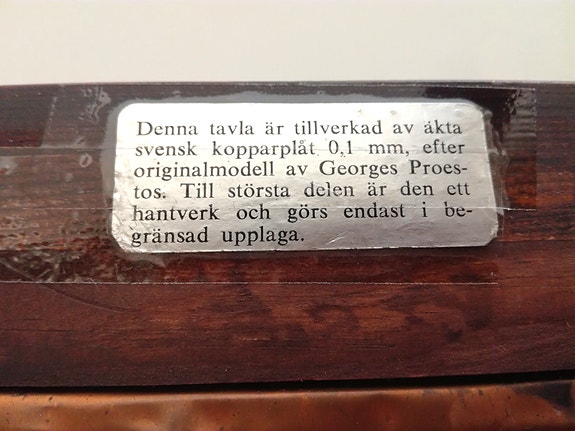 Denna tavla är tillverkad av äkta
svensk kopparplåt 0,1 mm, efter
originalmodell av Georges Proes-
tos. Till största delen är den ett
hantverk och görs endast i be-
gränsad upplaga.